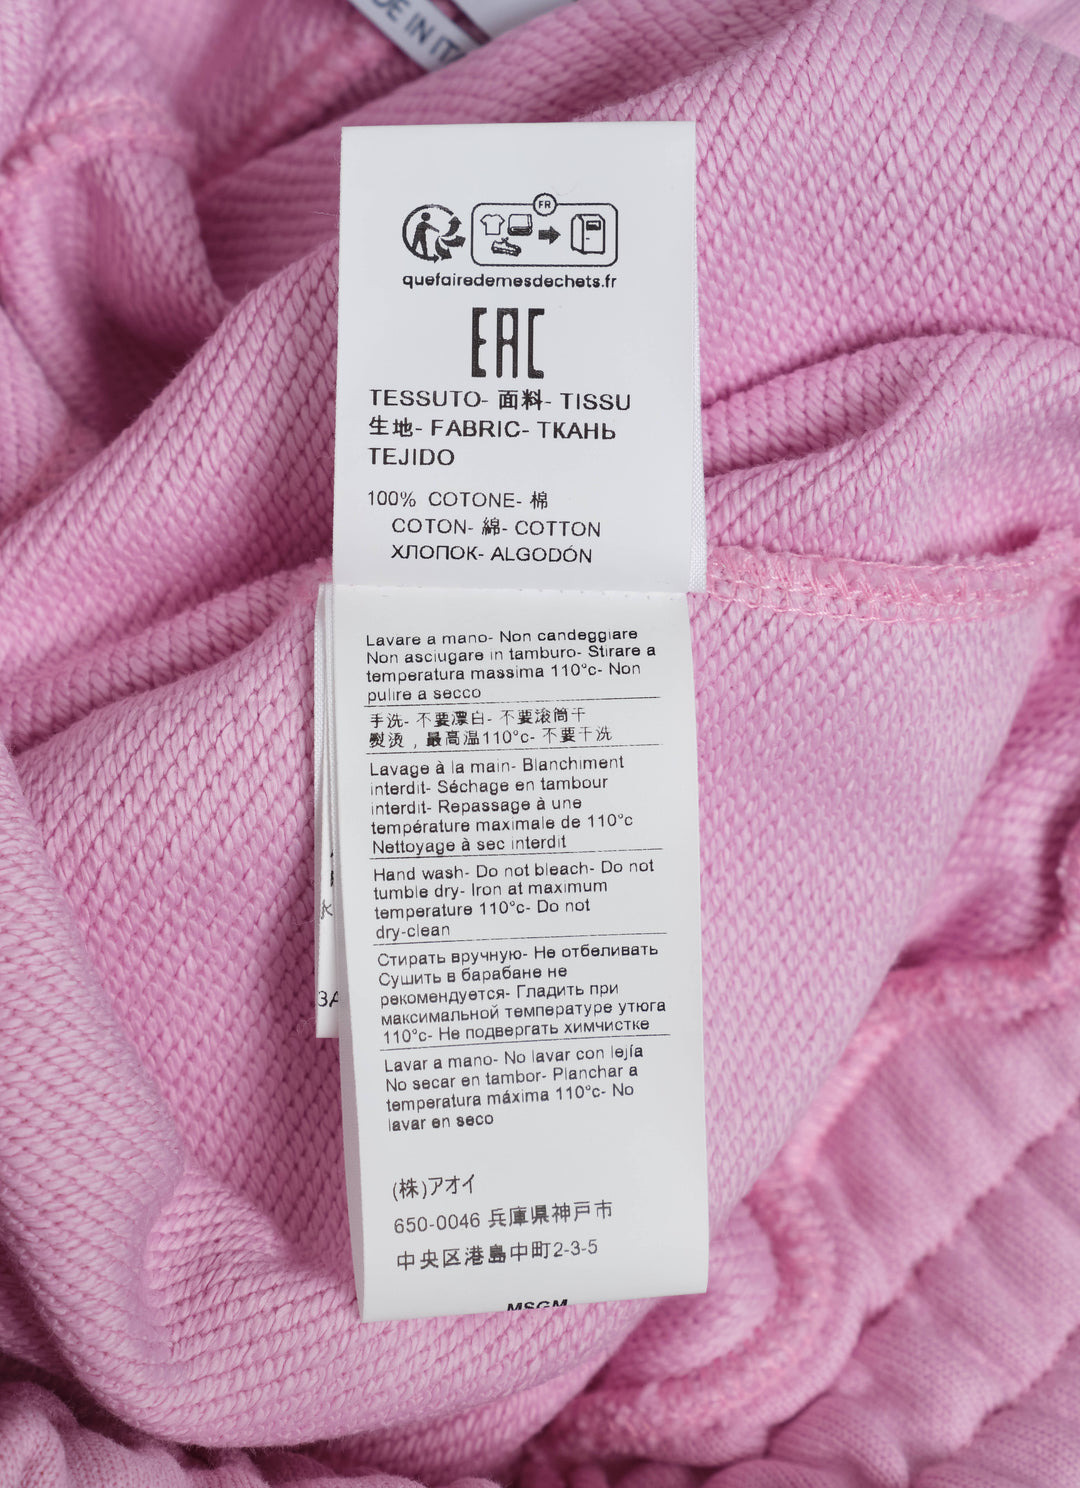 DE IN IT
FR
quefairedemesdechets.fr
EAC
TESSUTO- 面料- TISSU
生地- FABRIC- ТКАНЬ
TEJIDO
100% COTONE- 棉
COTON- 綿- COTTON
ХЛОПОК- ALGODÓN
Lavare a mano- Non candeggiare
Non asciugare in tamburo- Stirare a
temperatura massima 110°c- Non
pulire a secco
手洗- 不要漂白- 不要滚筒干
熨烫，最高温110°c- 不要干洗
Lavage à la main- Blanchiment
interdit- Séchage en tambour
interdit- Repassage à une
température maximale de 110°c
Nettoyage à sec interdit
Hand wash- Do not bleach- Do not
tumble dry- Iron at maximum
temperature 110°c- Do not
dry-clean
Стирать вручную- Не отбеливать
Сушить в барабане не
рекомендуется- Гладить при
максимальной температуре утюга
110°c- Не подвергать химчистке
Lavar a mano- No lavar con lejía
No secar en tambor- Planchar a
temperatura máxima 110°c- No
lavar en seco
(株)アオイ
650-0046 兵庫県神戸市
中央区港島中町2-3-5
MSGM